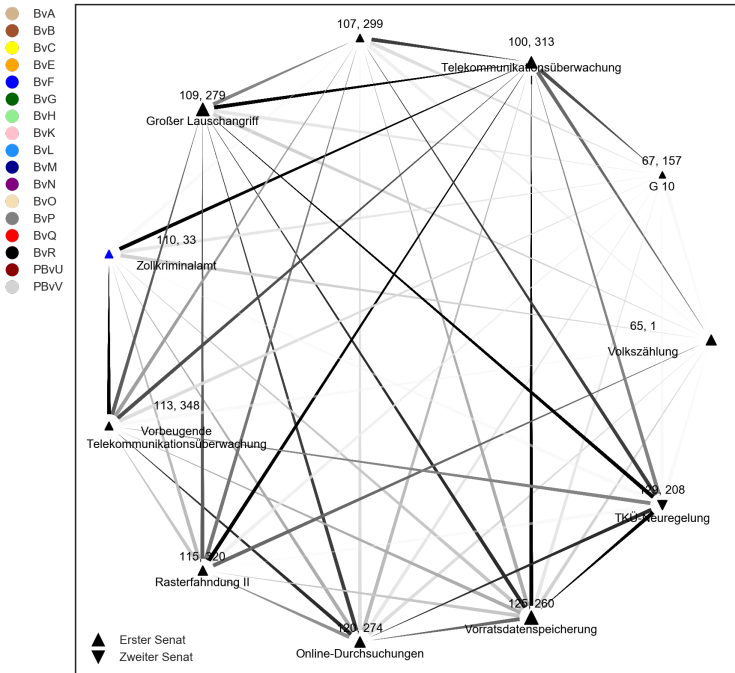 BvA
BvB
BvC
BvE
BvF
BvG
BvH
BvK
BvL
BvM
BvN
BvO
BvP
BvQ
BvR
PBvU
PBvV
107, 299
100, 313
Telekommunikationsüberwachung
I
109, 279
Großer Lauschangriff
67, 157
G 10
110, 33
Zollkriminalamt
65, 1
Volkszählung
113, 348
Vorbeugende
Telekommunikationsüberwachung
129, 208
TKÜ-Neuregelung
115, 320
Rasterfahndung II
125, 260
Vorratsdatenspeicherung
120, 274
Online-Durchsuchungen
Erster Senat
Zweiter Senat